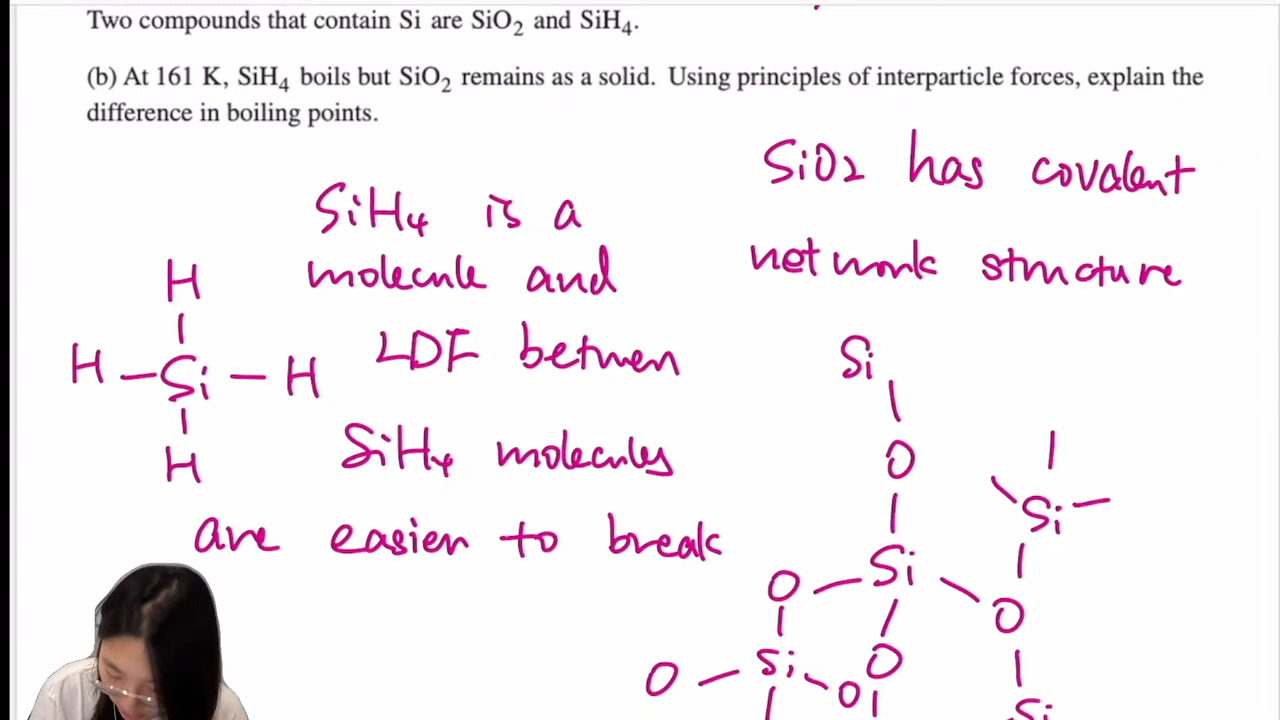 Two compounds that contain Si are SiO₂ and SiH₄.
(b) At 161 K, SiH₄ boils but SiO₂ remains as a solid. Using principles of interparticle forces, explain the
difference in boiling points.
SiH₄ is a
molecule and
LDF between
SiH₄ molecules
are easier to break
H
H – Si – H
H
SiO2 has covalent
network structure
Si
O
Si
O Si
O
Si O
O O
Si